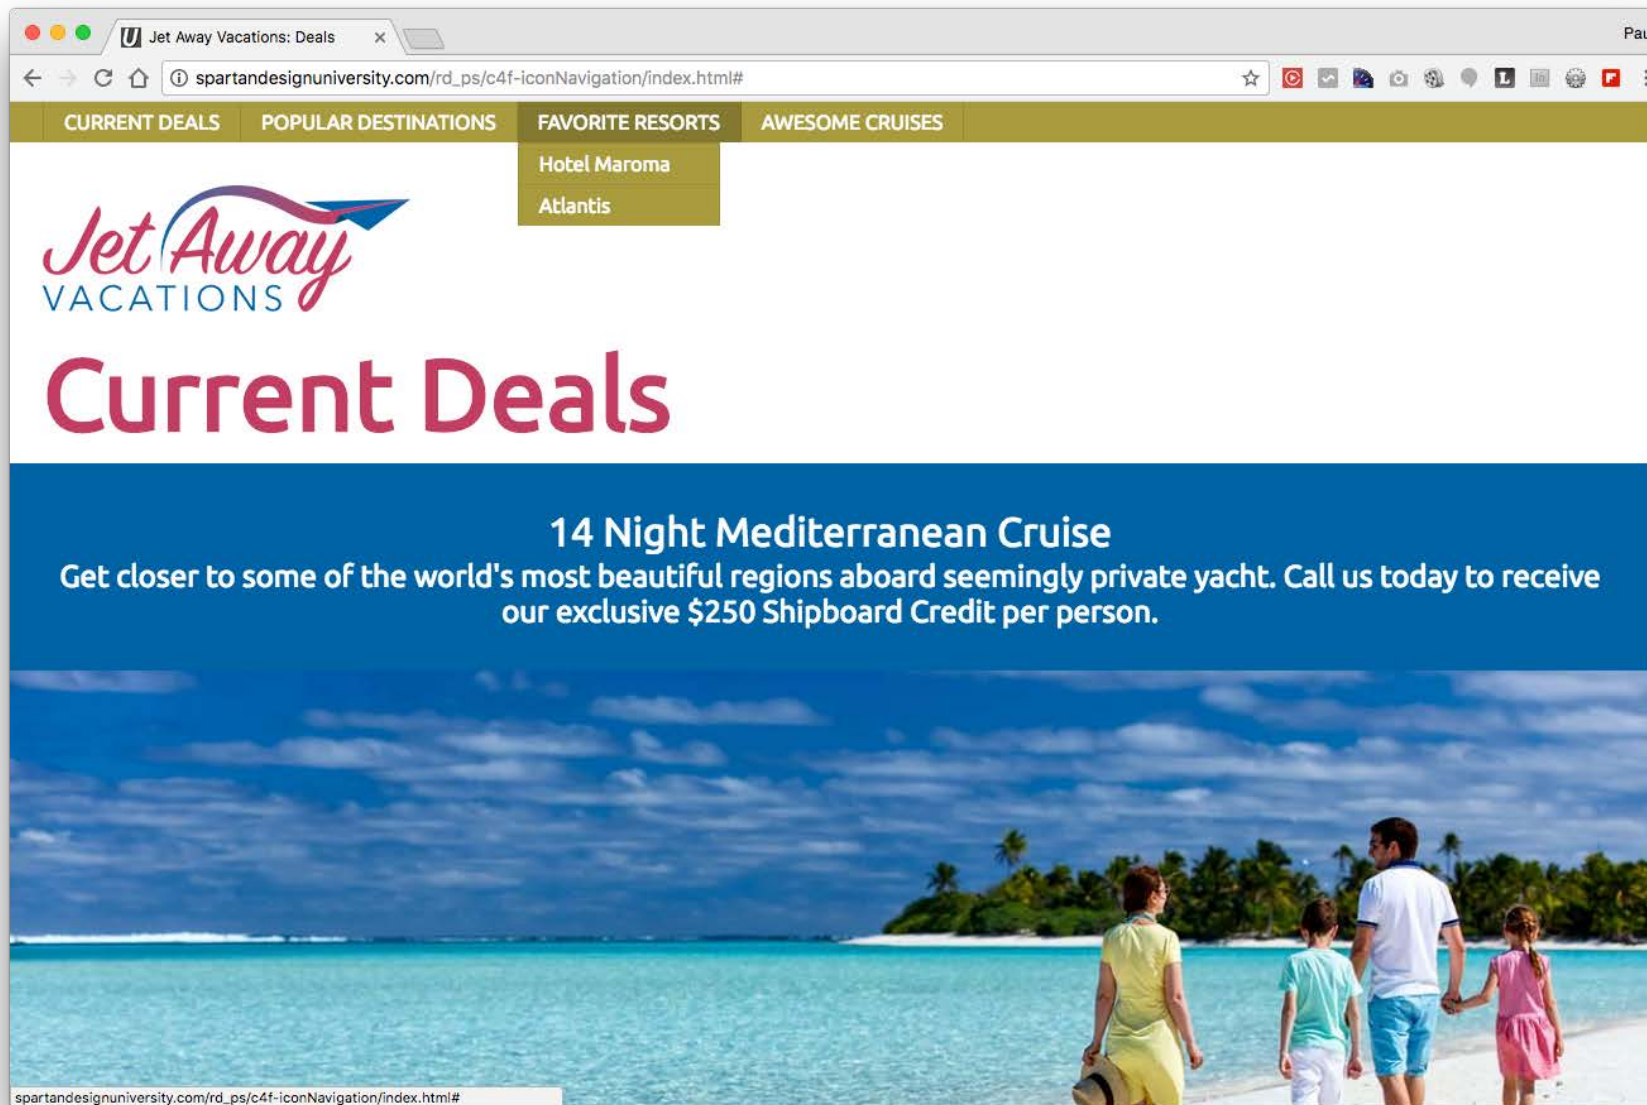 Jet Away Vacations: Deals
Pau
spartandesignuniversity.com/rd_ps/c4f-iconNavigation/index.html#
CURRENT DEALS POPULAR DESTINATIONS FAVORITE RESORTS AWESOME CRUISES
Hotel Maroma
Atlantis
Jet Away
VACATIONS
Current Deals
14 Night Mediterranean Cruise
Get closer to some of the world's most beautiful regions aboard seemingly private yacht. Call us today to receive
our exclusive $250 Shipboard Credit per person.
spartandesignuniversity.com/rd_ps/c4f-iconNavigation/index.html#